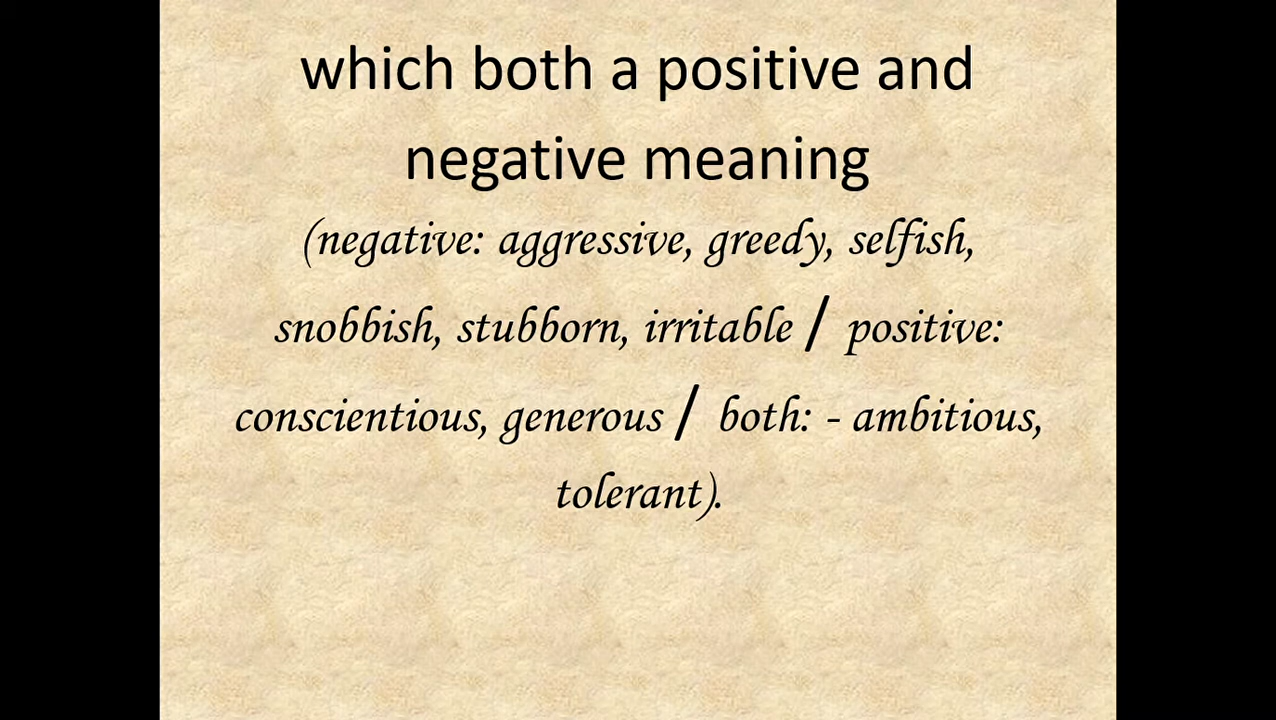 which both a positive and
negative meaning
(negative: aggressive, greedy, selfish,
snobbish, stubborn, irritable / positive:
conscientious, generous / both: - ambitious,
tolerant).